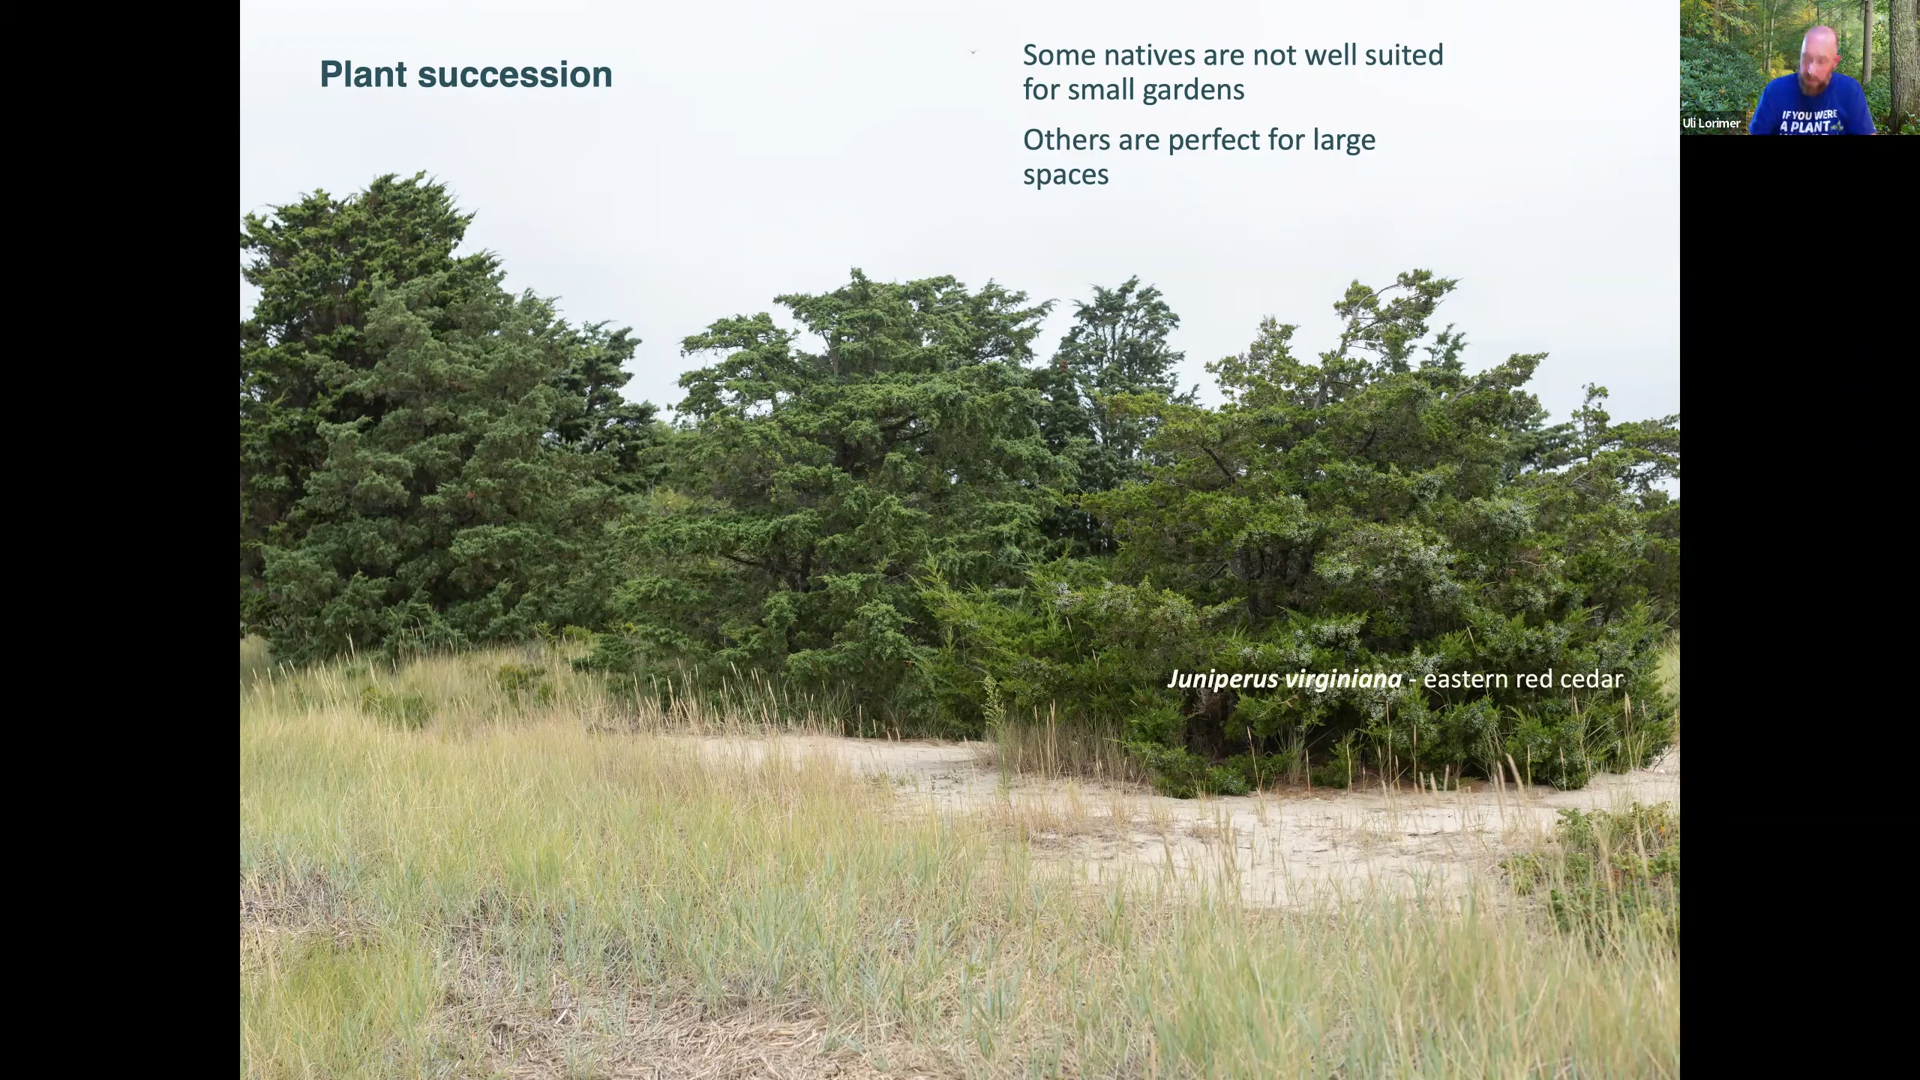 Plant succession
Some natives are not well suited
for small gardens
Others are perfect for large
spaces
Juniperus virginiana - eastern red cedar
Uli Lorimer
IF YOU WERE
A PLANT